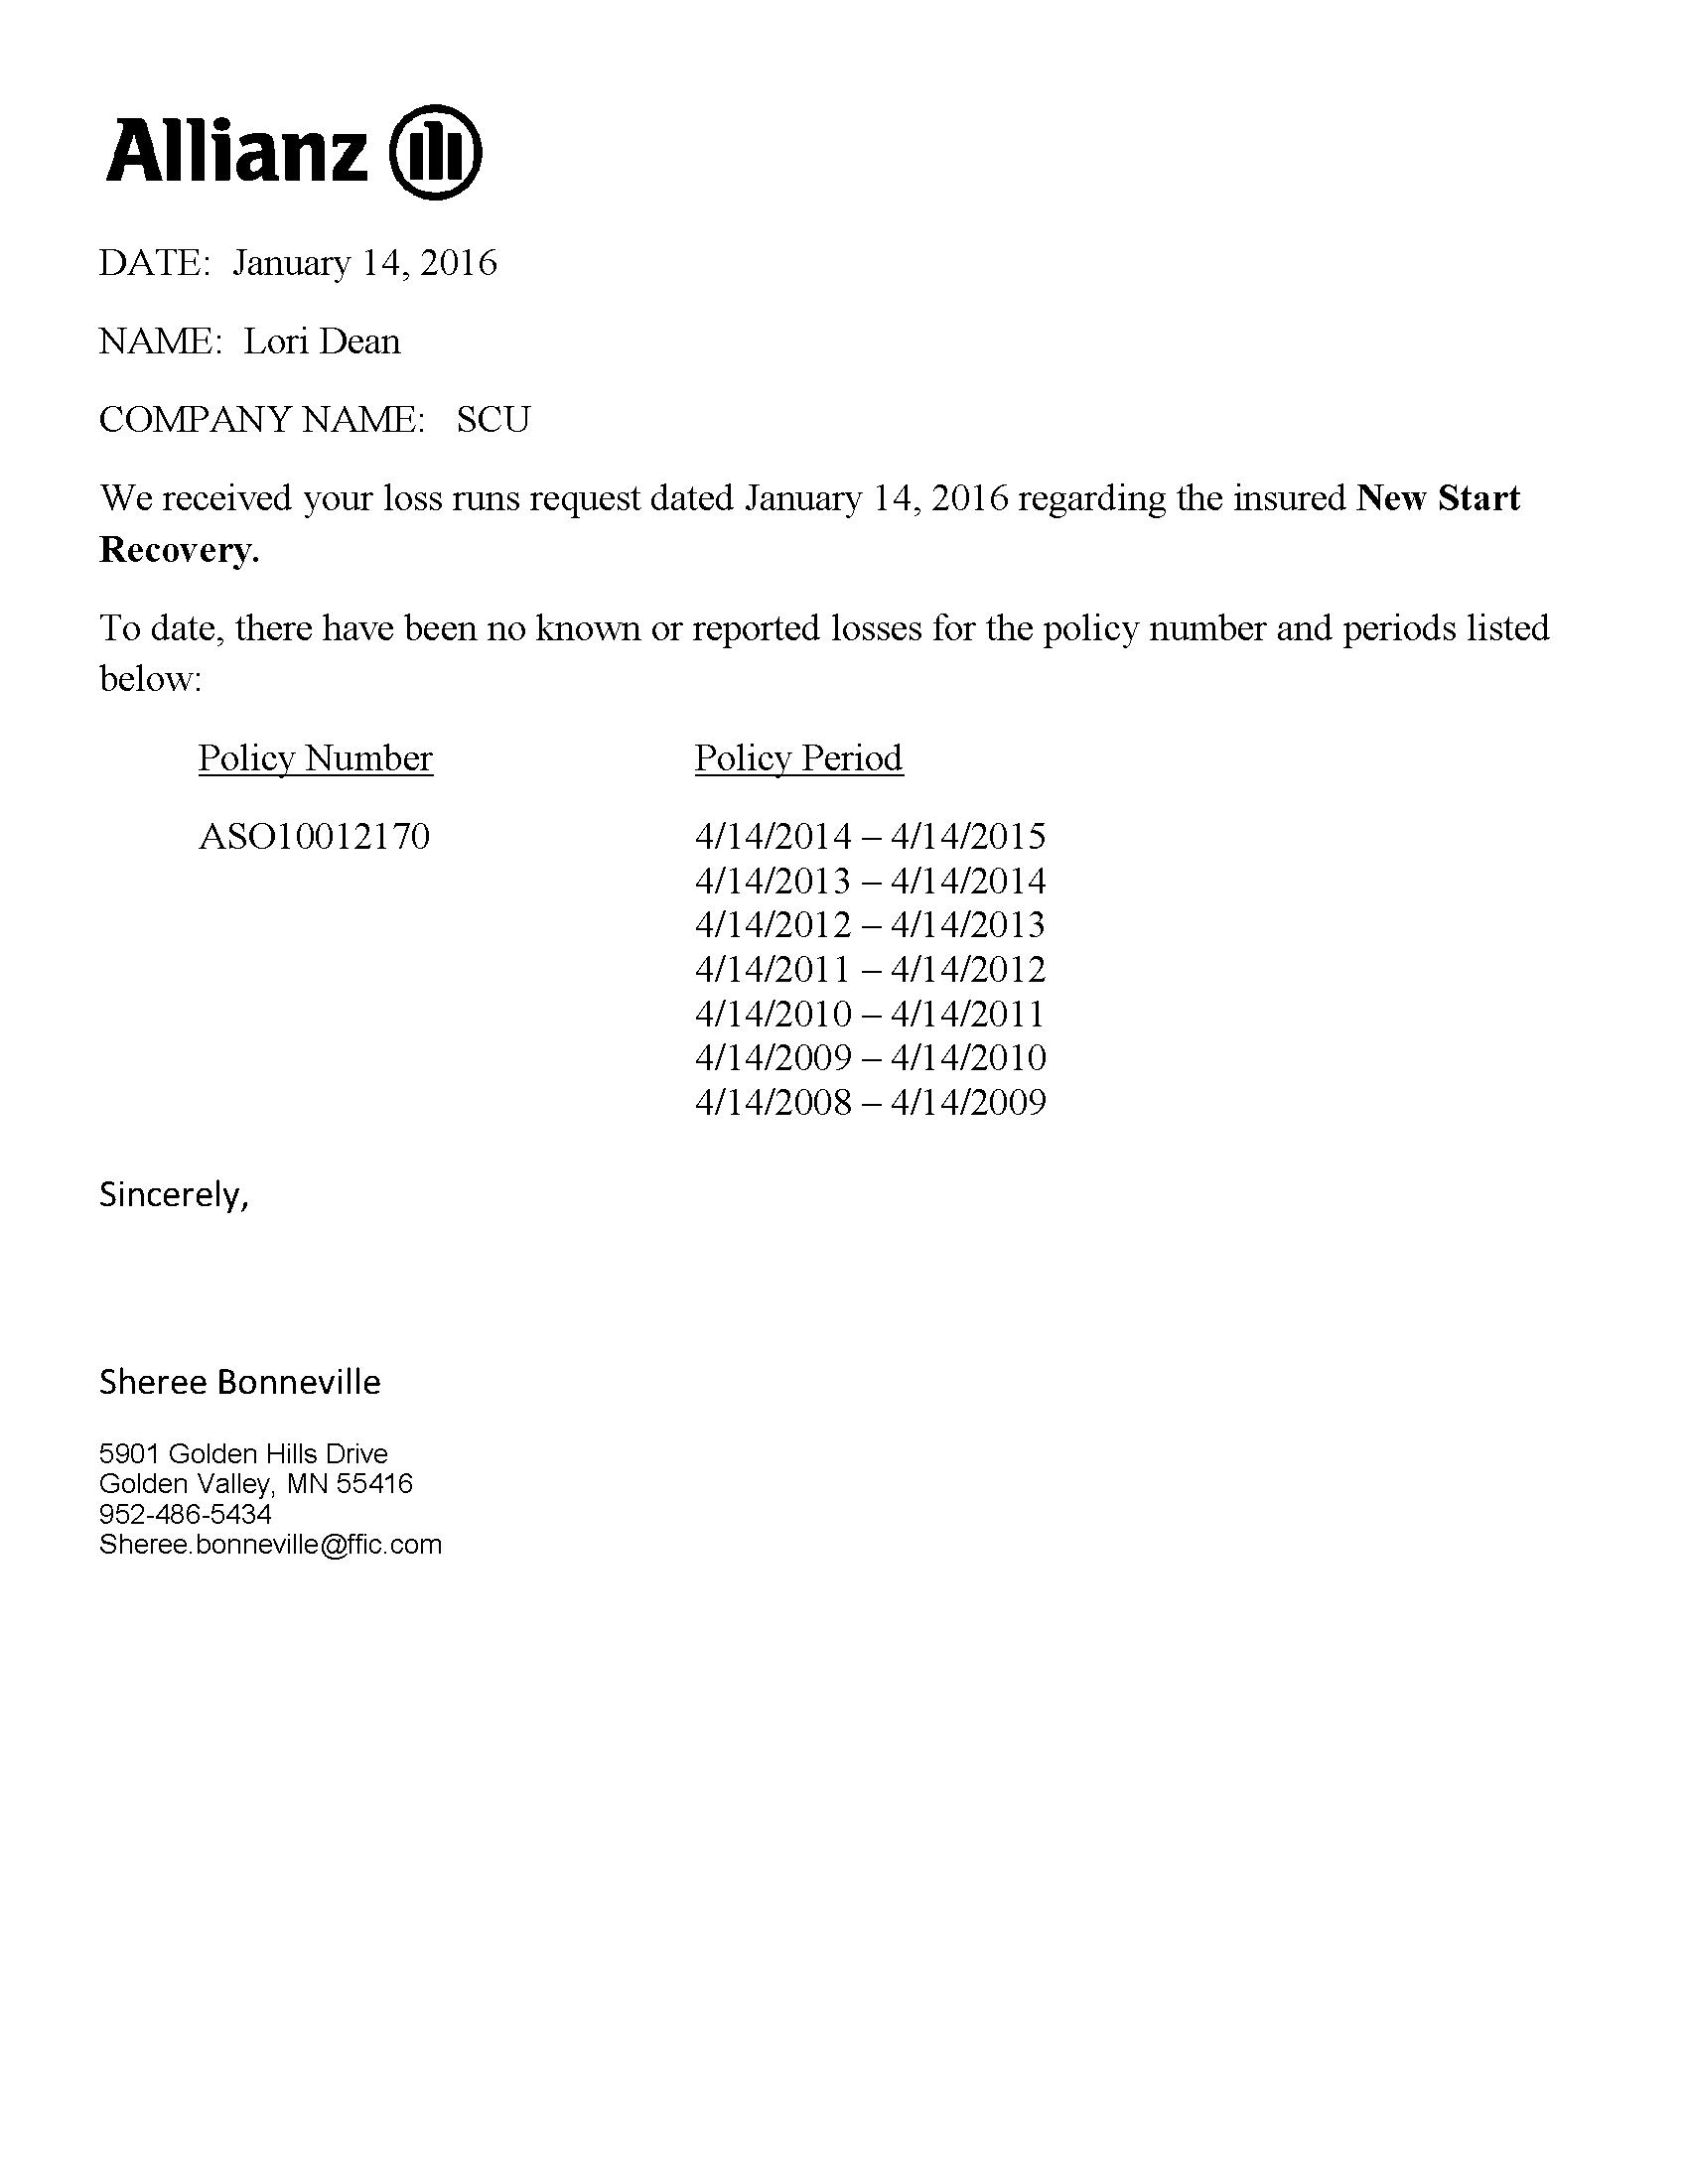 Allianz
DATE: January 14, 2016
NAME: Lori Dean
COMPANY NAME: SCU
We received your loss runs request dated January 14, 2016 regarding the insured New Start
Recovery.
To date, there have been no known or reported losses for the policy number and periods listed
below:
Policy Number Policy Period
ASO10012170 4/14/2014 – 4/14/2015
4/14/2013 – 4/14/2014
4/14/2012 – 4/14/2013
4/14/2011 – 4/14/2012
4/14/2010 – 4/14/2011
4/14/2009 – 4/14/2010
4/14/2008 – 4/14/2009
Sincerely,
Sheree Bonneville
5901 Golden Hills Drive
Golden Valley, MN 55416
952-486-5434
Sheree.bonneville@ffic.com